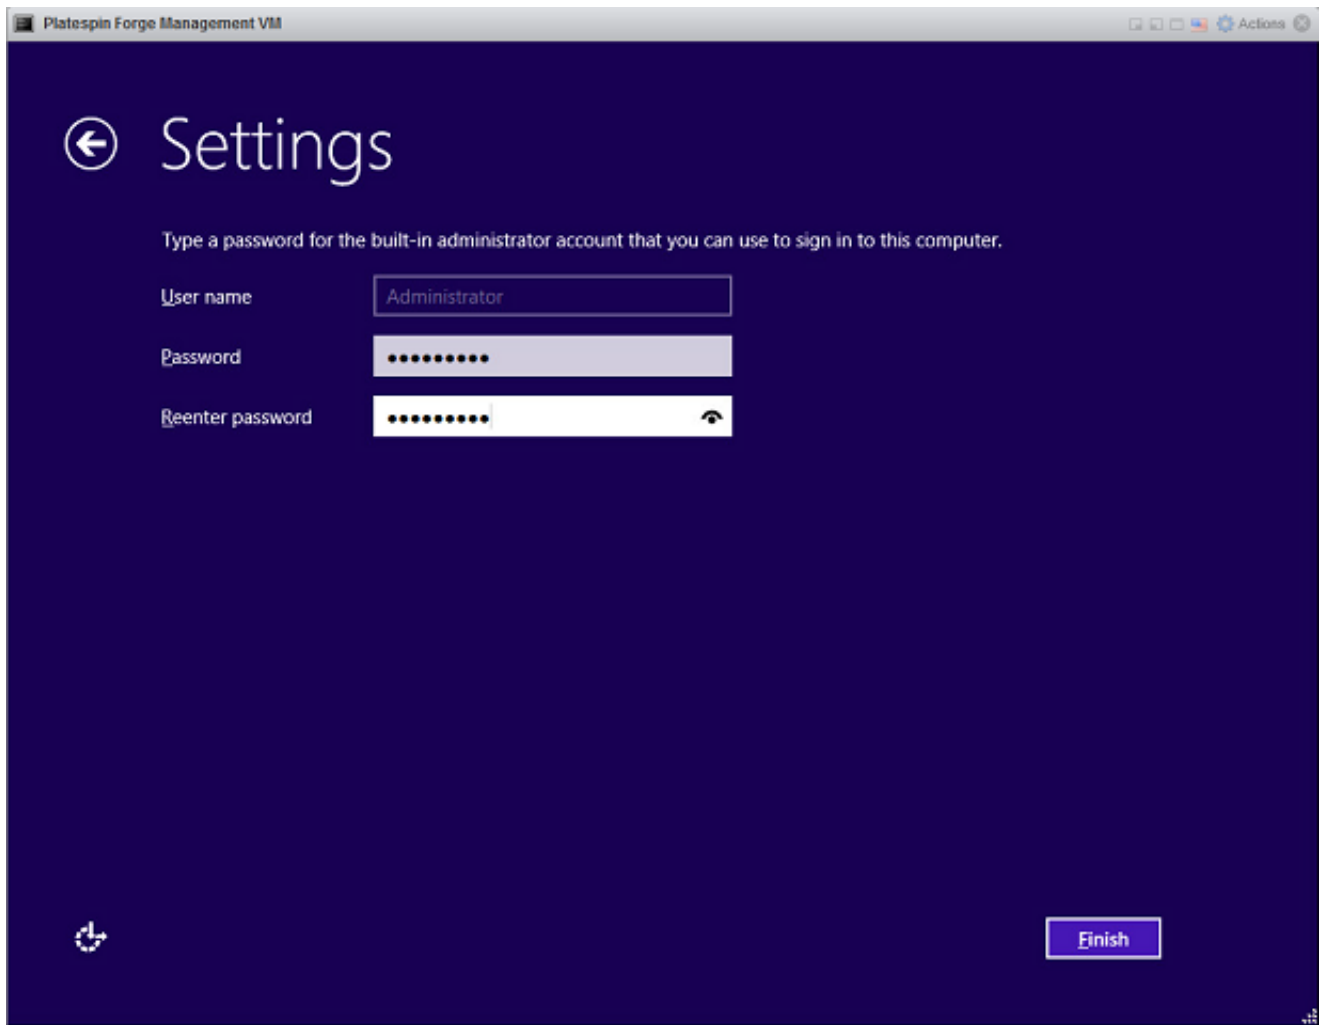 Platespin Forge Management VM
Actions
Settings
Type a password for the built-in administrator account that you can use to sign in to this computer.
User name
Administrator
Password
•••••••••
Reenter password
•••••••••
Finish